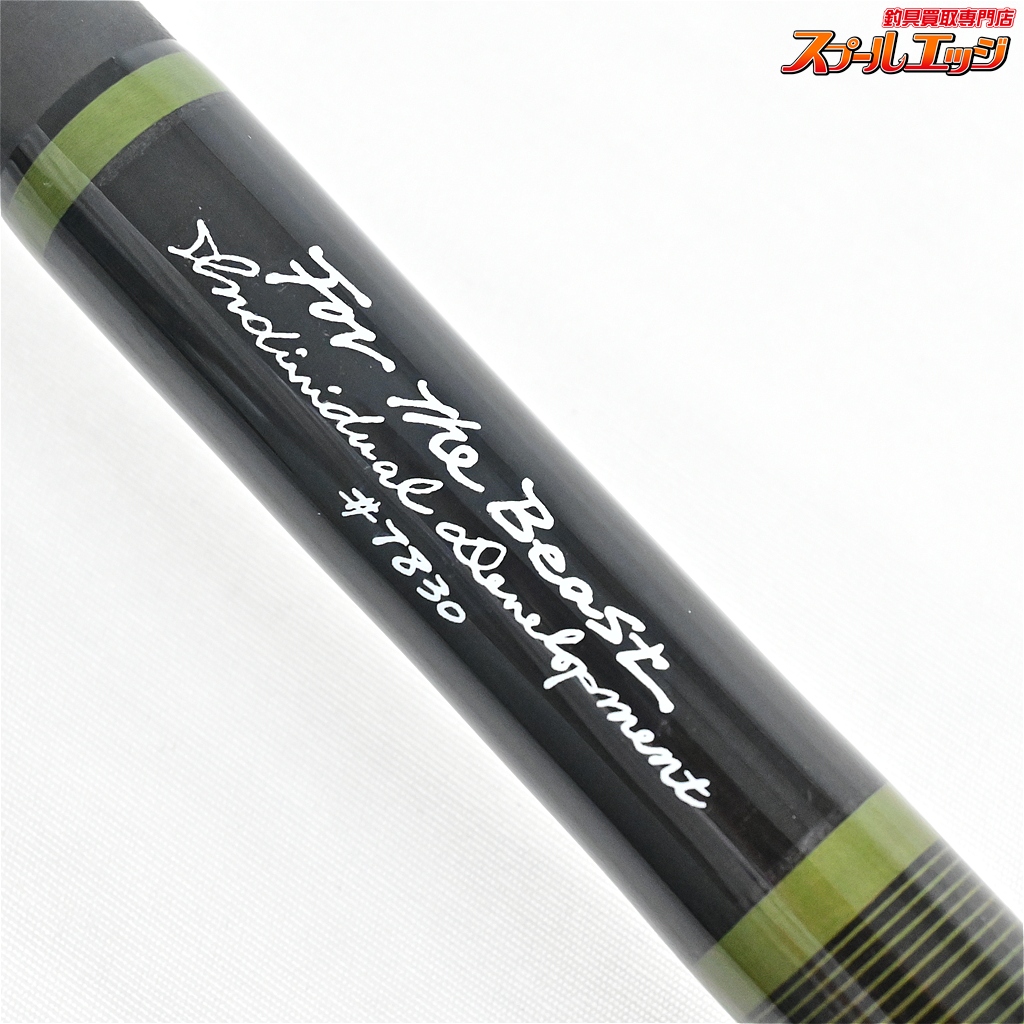 釣具買取専門店
スプールエッジ
For The Beast
Individual Development
#7830